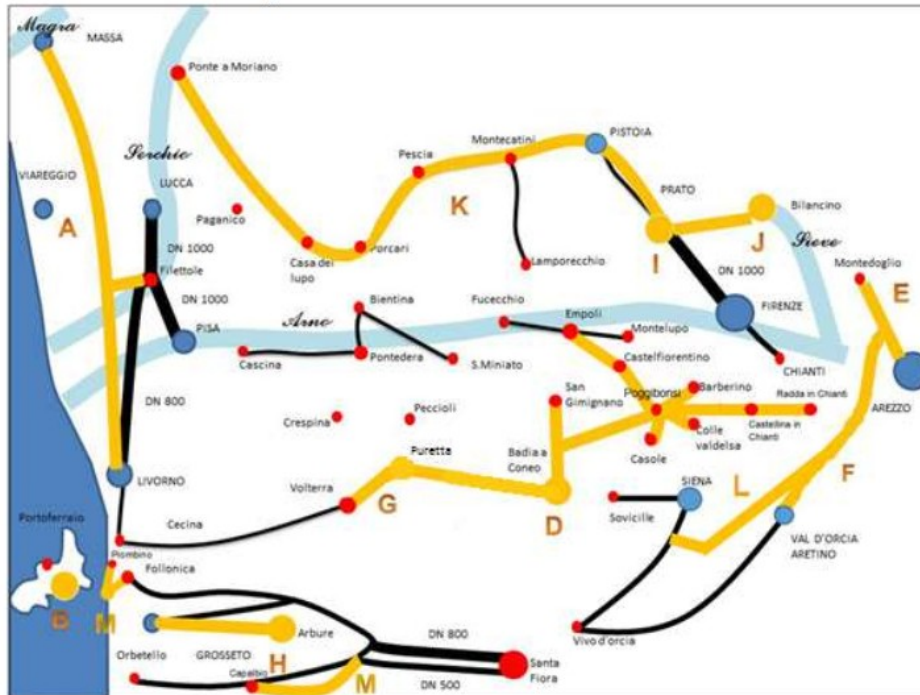 Magra
MASSA
Ponte a Moriano
Serchio
VIAREGGIO
LUCCA
A
Paganico
DN 1000
Filettole
Casa del
lupo
Porcari
Pescia
K
Montecatini
PISTOIA
PRATO
Bilancino
I
J
Sieve
Lamporecchio
DN 1000
Montedoglio
E
FIRENZE
DN 1000
PISA
Arno
Bientina
Fucecchio
Empoli
Montelupo
Cascina
Pontedera
S.Miniato
Castelfiorentino
CHIANTI
DN 800
Crespina
Peccioli
San
Gimignano
Poggibonsi
Barberino
Radda in Chianti
AREZZO
Puretta
Badia a
Coneo
Casole
Colle
valdelsa
Castellina in
Chianti
LIVORNO
Volterra
G
D
SIENA
L
F
Portoferraio
Cecina
Sovicille
VAL D'ORCIA
ARETINO
Piombino
Follonica
B
M
Arbure
DN 800
Vivo d'orcia
Orbetello
GROSSETO
H
Capalbio
M
DN 500
Santa
Fiora